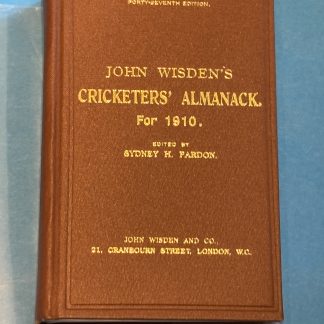 FORTY-SEVENTH EDITION.
JOHN WISDEN'S
CRICKETERS' ALMANACK.
For 1910.
EDITED BY
SYDNEY H. PARDON.
JOHN WISDEN AND CO.,
21, CRANBOURN STREET, LONDON, W.C.